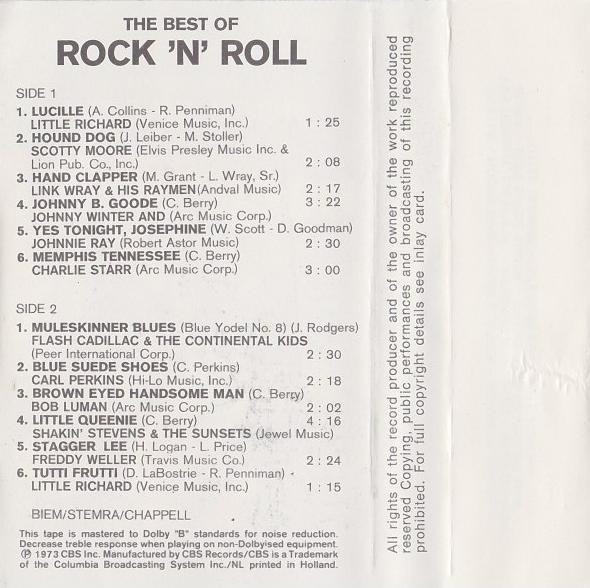 THE BEST OF
ROCK 'N' ROLL
SIDE 1
1. LUCILLE (A. Collins - R. Penniman)
LITTLE RICHARD (Venice Music, Inc.) 1 : 25
2. HOUND DOG (J. Leiber - M. Stoller)
SCOTTY MOORE (Elvis Presley Music Inc. &
Lion Pub. Co., Inc.) 2 : 08
3. HAND CLAPPER (M. Grant - L. Wray, Sr.)
LINK WRAY & HIS RAYMEN (Andval Music) 2 : 17
4. JOHNNY B. GOODE (C. Berry) 3 : 22
JOHNNY WINTER AND (Arc Music Corp.)
5. YES TONIGHT, JOSEPHINE (W. Scott - D. Goodman)
JOHNNIE RAY (Robert Astor Music) 2 : 30
6. MEMPHIS TENNESSEE (C. Berry)
CHARLIE STARR (Arc Music Corp.) 3 : 00
SIDE 2
1. MULESKINNER BLUES (Blue Yodel No. 8) (J. Rodgers)
FLASH CADILLAC & THE CONTINENTAL KIDS
(Peer International Corp.) 2 : 30
2. BLUE SUEDE SHOES (C. Perkins)
CARL PERKINS (Hi-Lo Music, Inc.) 2 : 18
3. BROWN EYED HANDSOME MAN (C. Berry)
BOB LUMAN (Arc Music Corp.) 2 : 02
4. LITTLE QUEENIE (C. Berry) 4 : 16
SHAKIN' STEVENS & THE SUNSETS (Jewel Music)
5. STAGGER LEE (H. Logan - L. Price)
FREDDY WELLER (Travis Music Co.) 2 : 24
6. TUTTI FRUTTI (D. LaBostrie - R. Penniman)
LITTLE RICHARD (Venice Music, Inc.) 1 : 15
BIEM/STEMRA/CHAPPELL
This tape is mastered to Dolby "B" standards for noise reduction.
Decrease treble response when playing on non-Dolbyised equipment.
℗ 1973 CBS Inc. Manufactured by CBS Records/CBS is a Trademark
of the Columbia Broadcasting System Inc./NL printed in Holland.
All rights of the record producer and of the owner of the work reproduced
reserved Copying, public performances and broadcasting of this recording
prohibited. For full copyright details see inlay card.